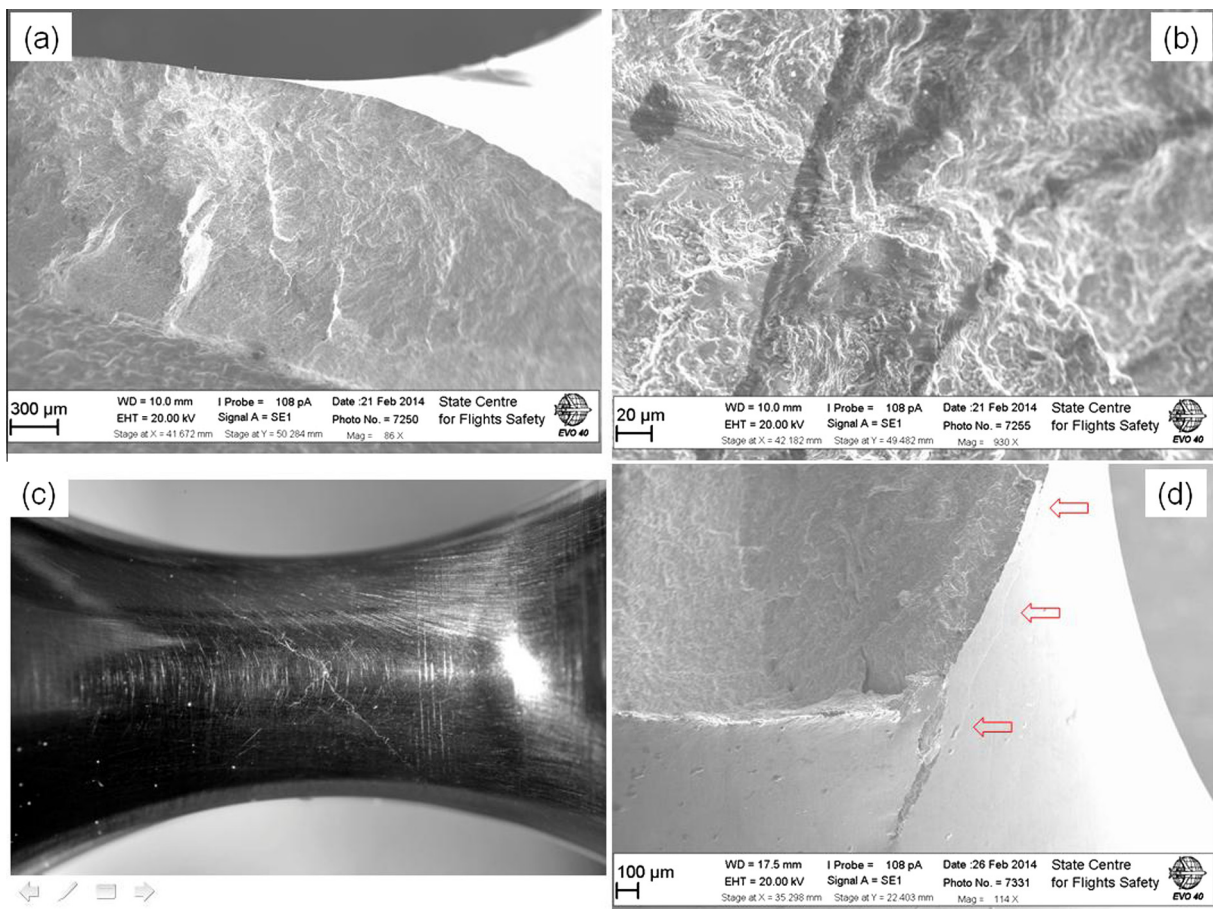 (a)
300 µm
WD = 10.0 mm
EHT = 20.00 kV
Stage at X = 41.672 mm
I Probe = 108 pA
Signal A = SE1
Stage at Y = 50.284 mm
Date :21 Feb 2014
Photo No. = 7250
Mag = 86 X
State Centre
for Flights Safety
EVO 40
(b)
20 µm
WD = 10.0 mm
EHT = 20.00 kV
Stage at X = 42.182 mm
I Probe = 108 pA
Signal A = SE1
Stage at Y = 49.482 mm
Date :21 Feb 2014
Photo No. = 7255
Mag = 930 X
State Centre
for Flights Safety
EVO 40
(c)
(d)
100 µm
WD = 17.5 mm
EHT = 20.00 kV
Stage at X = 35.298 mm
I Probe = 108 pA
Signal A = SE1
Stage at Y = 22.403 mm
Date :26 Feb 2014
Photo No. = 7331
Mag = 114 X
State Centre
for Flights Safety
EVO 40